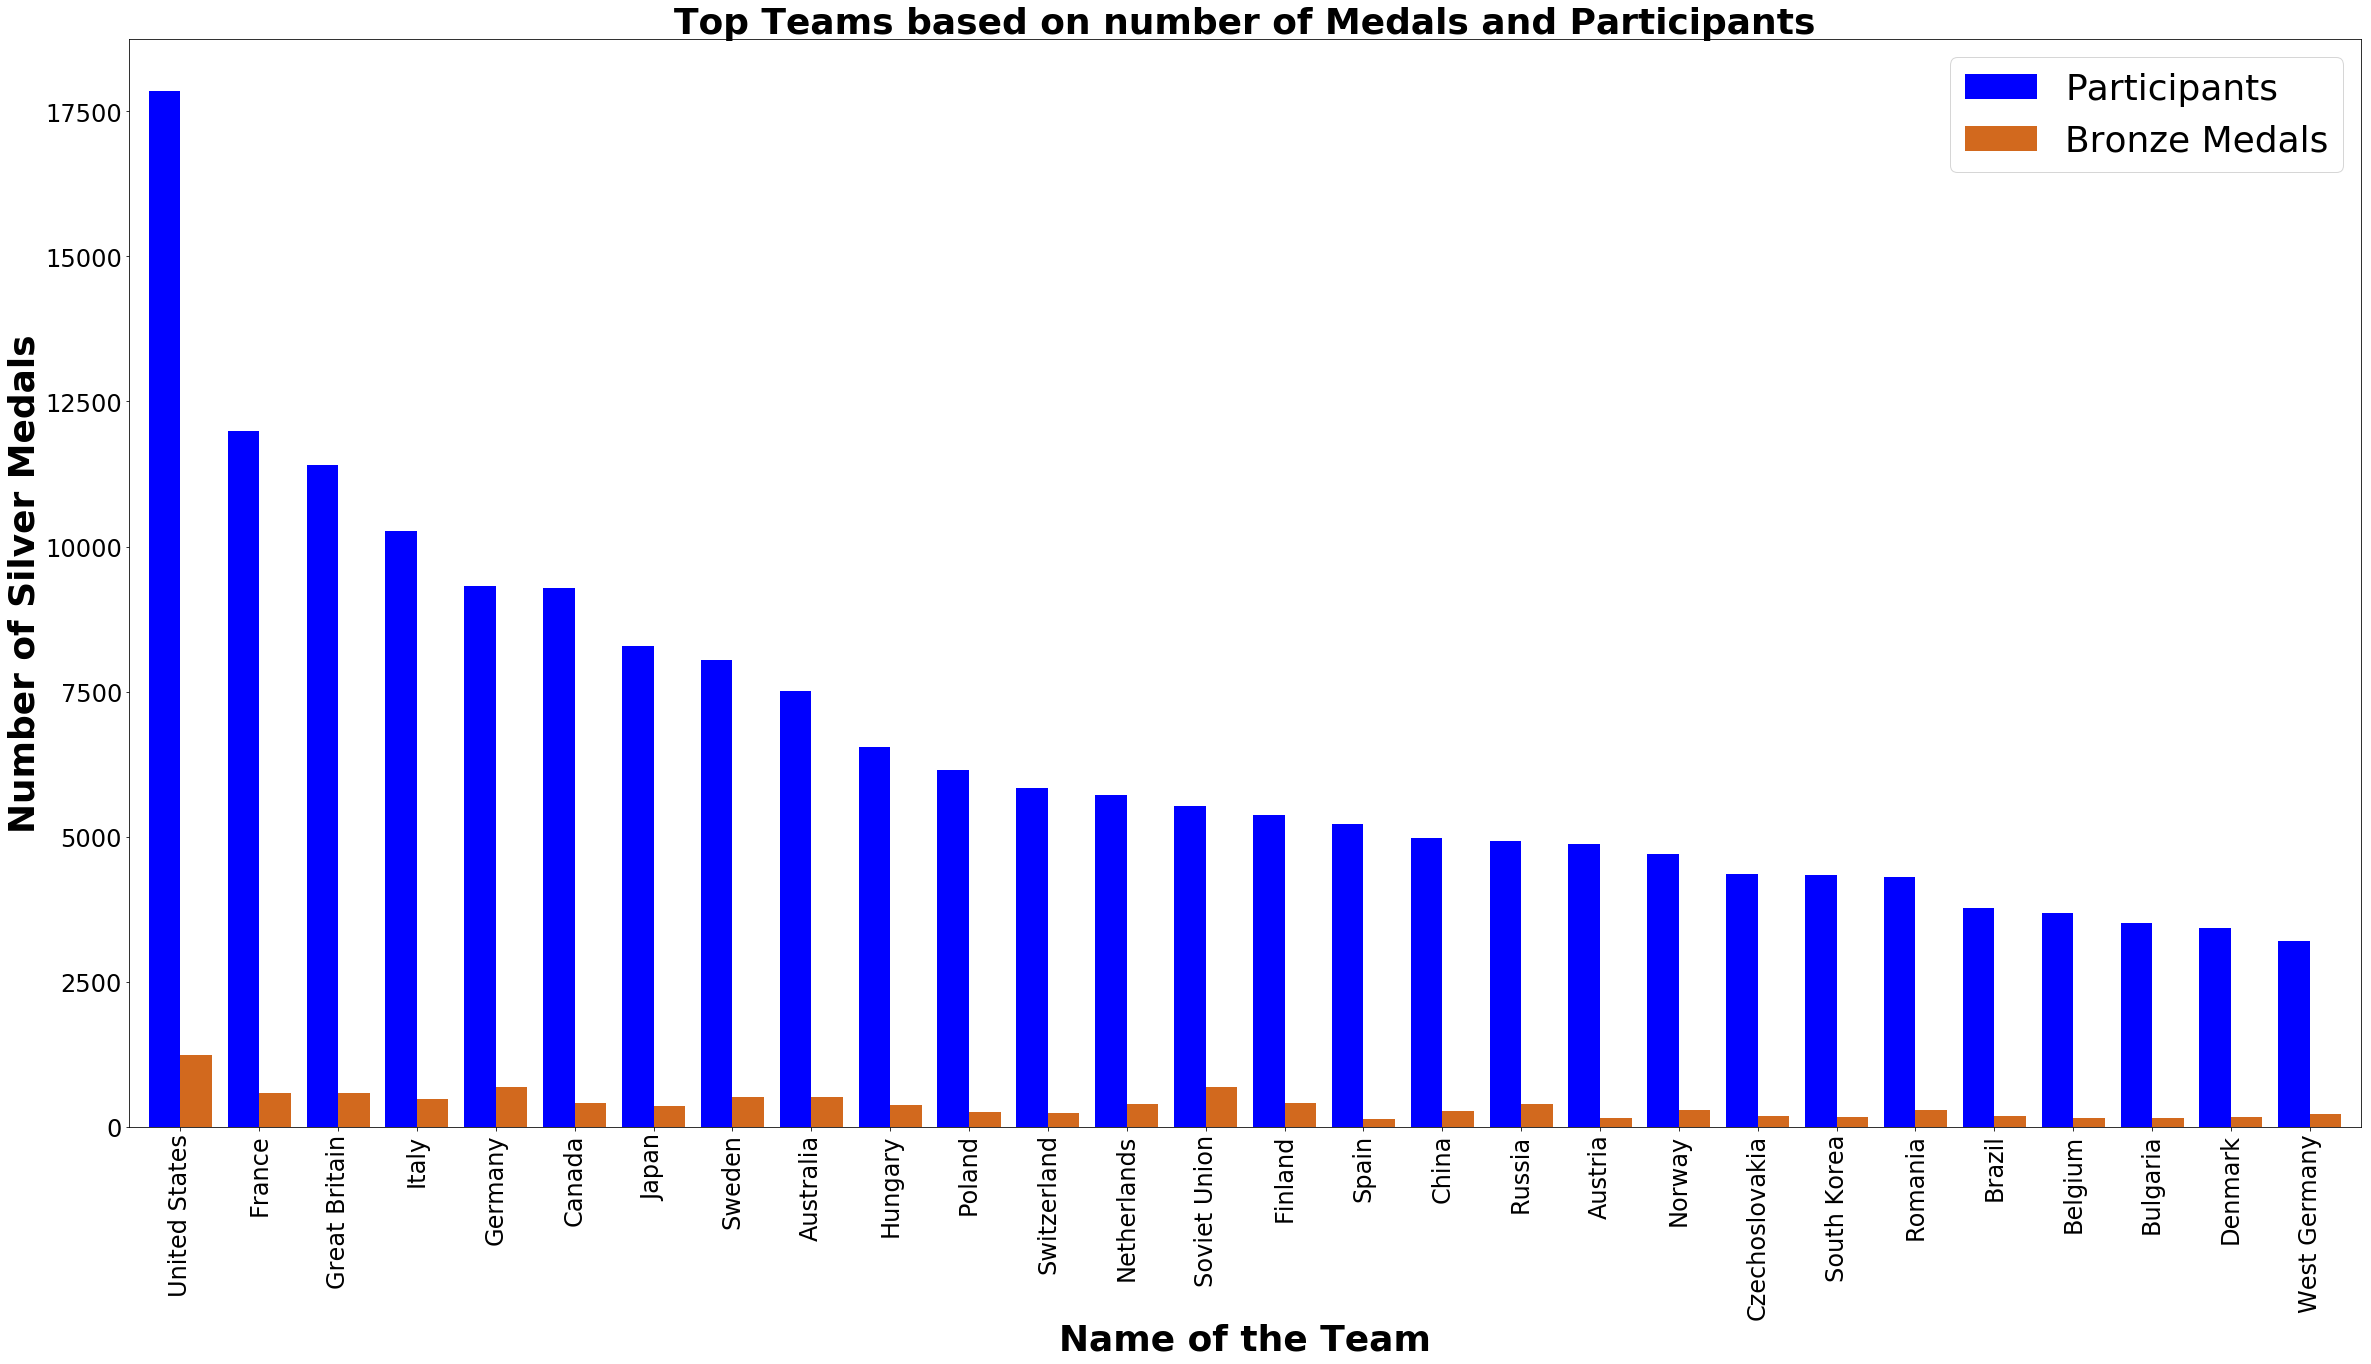 Top Teams based on number of Medals and Participants
Participants
Bronze Medals
Number of Silver Medals
17500
15000
12500
10000
7500
5000
2500
0
United States
France
Great Britain
Italy
Germany
Canada
Japan
Sweden
Australia
Hungary
Poland
Switzerland
Netherlands
Soviet Union
Finland
Spain
China
Russia
Austria
Norway
Czechoslovakia
South Korea
Romania
Brazil
Belgium
Bulgaria
Denmark
West Germany
Name of the Team